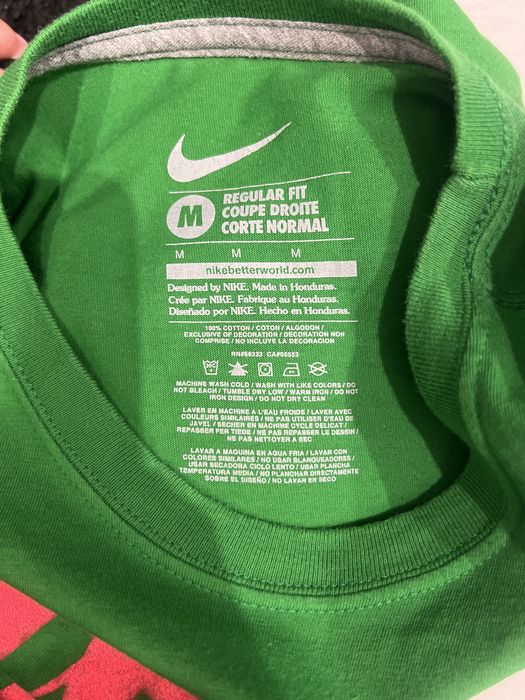 M
REGULAR FIT
COUPE DROITE
CORTE NORMAL
M M M
nikebetterworld.com
Designed by NIKE. Made in Honduras.
Crée par NIKE. Fabrique au Honduras.
Diseñado por NIKE. Hecho en Honduras.
100% COTTON / COTON / ALGODON /
EXCLUSIVE OF DECORATION / DECORATION NON
COMPRISE / NO INCLUYE LA DECORACION
RN#56323 CA#05553
MACHINE WASH COLD / WASH WITH LIKE COLORS / DO
NOT BLEACH / TUMBLE DRY LOW / WARM IRON / DO NOT
IRON DESIGN / DO NOT DRY CLEAN
LAVER EN MACHINE A L'EAU FROIDE / LAVER AVEC
COULEURS SIMILAIRES / NE PAS UTILISER D'EAU DE
JAVEL / SECHER EN MACHINE CYCLE DELICAT /
REPASSER FER TIEDE / NE PAS REPASSER LE DESSIN /
NE PAS NETTOYER A SEC
LAVAR A MAQUINA EN AGUA FRIA / LAVAR CON
COLORES SIMILARES / NO USAR BLANQUEADORES /
USAR SECADORA CICLO LENTO / USAR PLANCHA
TEMPERATURA MEDIA / NO PLANCHAR DIRECTAMENTE
SOBRE EL DISEÑO / NO LAVAR EN SECO